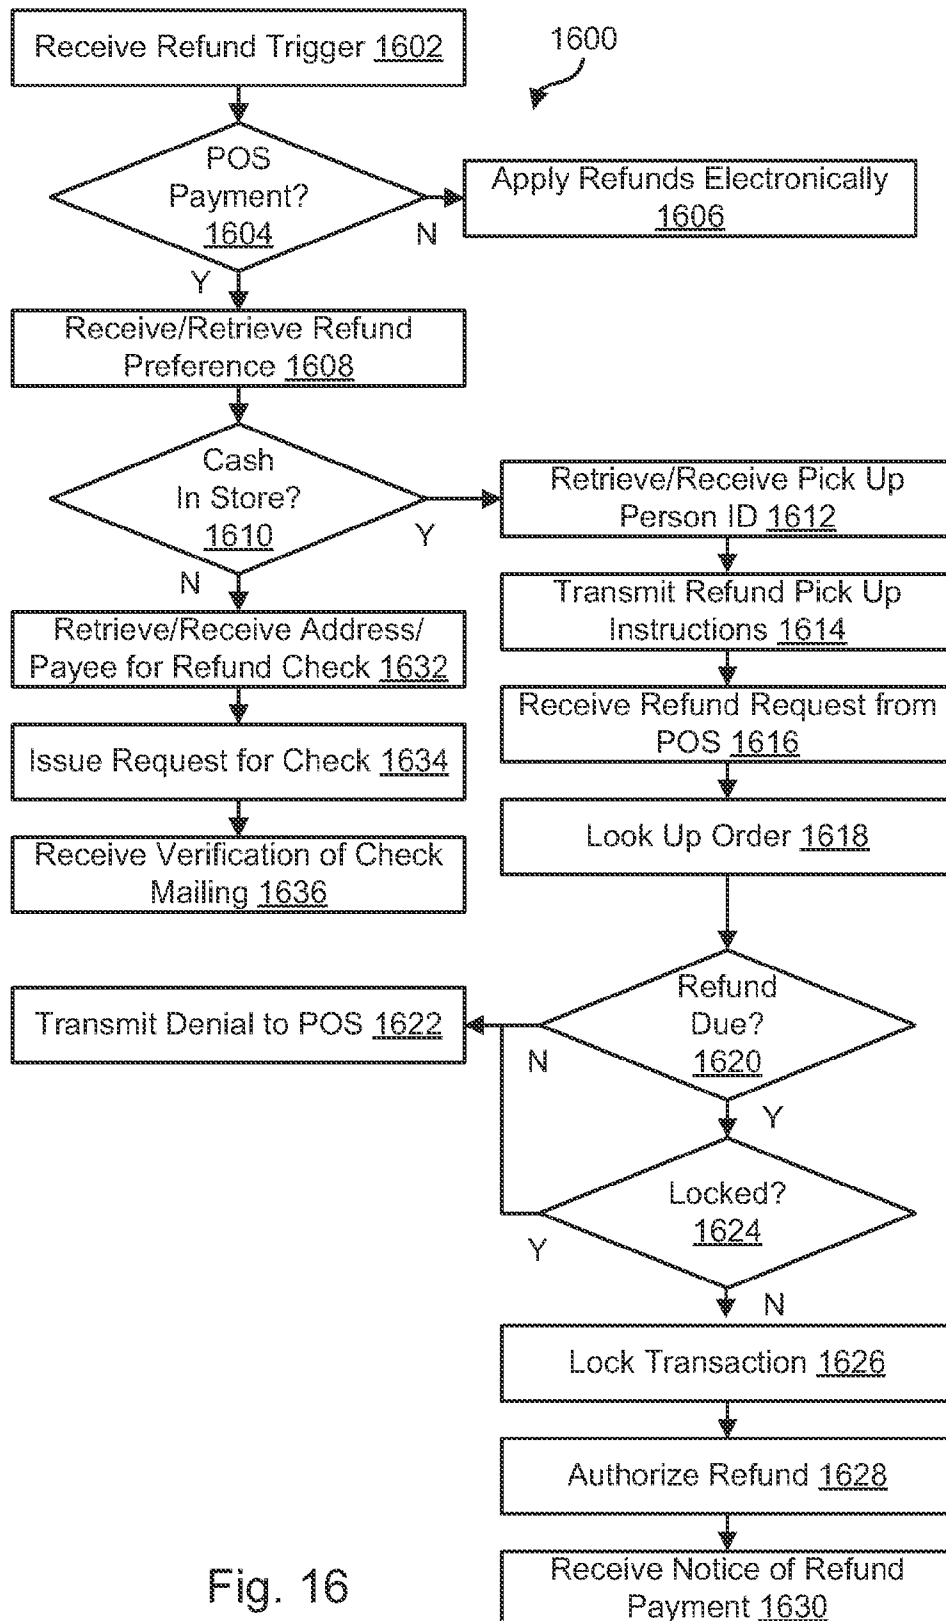 Receive Refund Trigger 1602
1600
POS
Payment?
1604
N
Y
Apply Refunds Electronically
1606
Receive/Retrieve Refund
Preference 1608
Cash
In Store?
1610
Y
N
Retrieve/Receive Pick Up
Person ID 1612
Transmit Refund Pick Up
Instructions 1614
Retrieve/Receive Address/
Payee for Refund Check 1632
Receive Refund Request from
POS 1616
Issue Request for Check 1634
Look Up Order 1618
Receive Verification of Check
Mailing 1636
Refund
Due?
1620
N
Y
Transmit Denial to POS 1622
Locked?
1624
Y
N
Lock Transaction 1626
Authorize Refund 1628
Receive Notice of Refund
Payment 1630
Fig. 16